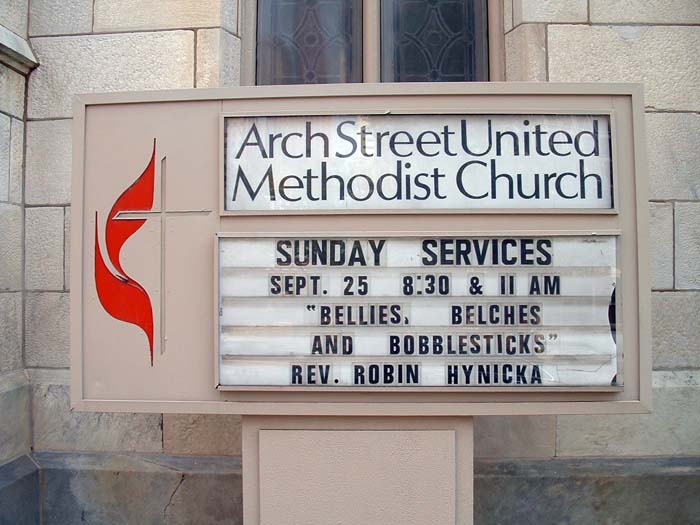 Arch Street United
Methodist Church
SUNDAY SERVICES
SEPT. 25 8:30 & 11 AM
"BELLIES, BELCHES
AND BOBBLESTICKS"
REV. ROBIN HYNICKA